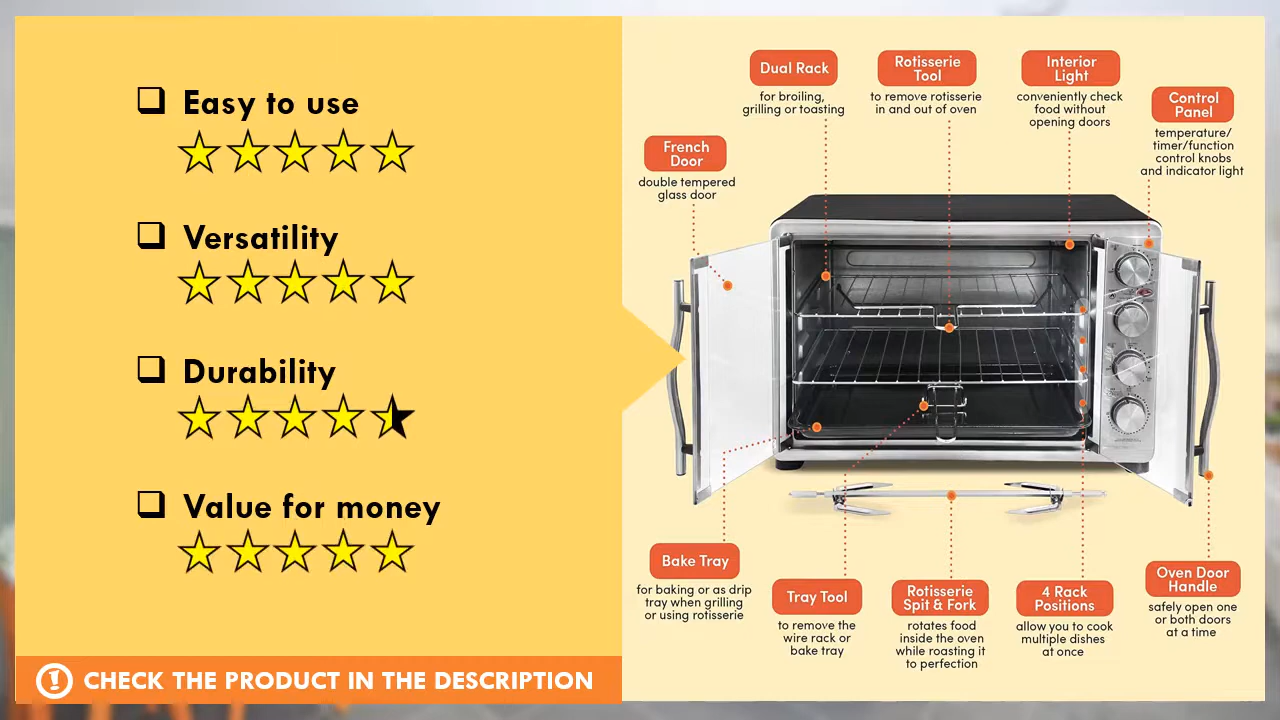 Easy to use
Versatility
Durability
Value for money
CHECK THE PRODUCT IN THE DESCRIPTION
Dual Rack
for broiling,
grilling or toasting
Rotisserie
Tool
to remove rotisserie
in and out of oven
Interior
Light
conveniently check
food without
opening doors
Control
Panel
temperature/
timer/function
control knobs
and indicator light
French
Door
double tempered
glass door
Bake Tray
for baking or as drip
tray when grilling
or using rotisserie
Tray Tool
to remove the
wire rack or
bake tray
Rotisserie
Spit & Fork
rotates food
inside the oven
while roasting it
to perfection
4 Rack
Positions
allow you to cook
multiple dishes
at once
Oven Door
Handle
safely open one
or both doors
at a time